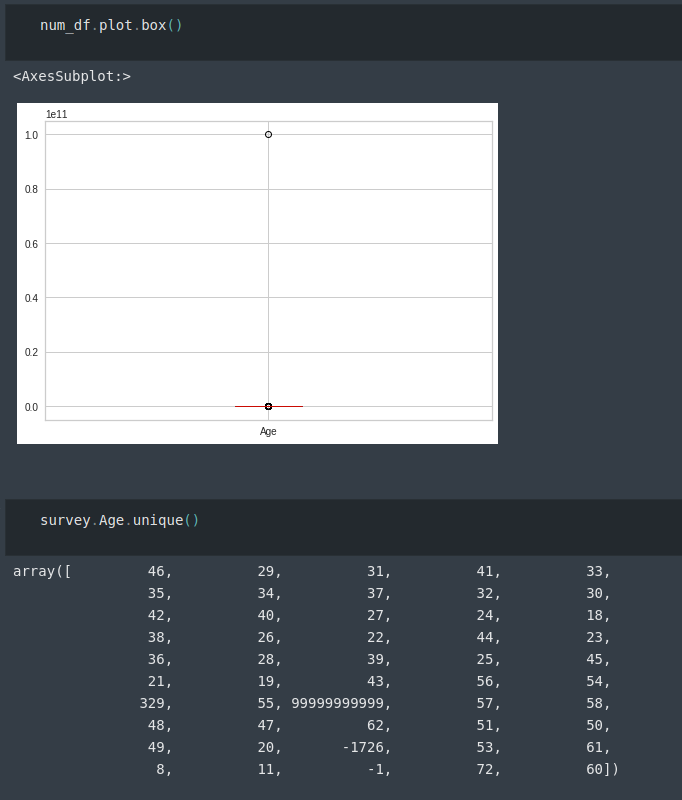 num_df.plot.box()
<AxesSubplot:>
1e11
1.0
0.8
0.6
0.4
0.2
0.0
Age
survey.Age.unique()
array([         46,          29,          31,          41,          33,
                35,          34,          37,          32,          30,
                42,          40,          27,          24,          18,
                38,          26,          22,          44,          23,
                36,          28,          39,          25,          45,
                21,          19,          43,          56,          54,
               329,          55, 99999999999,          57,          58,
                48,          47,          62,          51,          50,
                49,          20,       -1726,          53,          61,
                 8,          11,          -1,          72,          60])